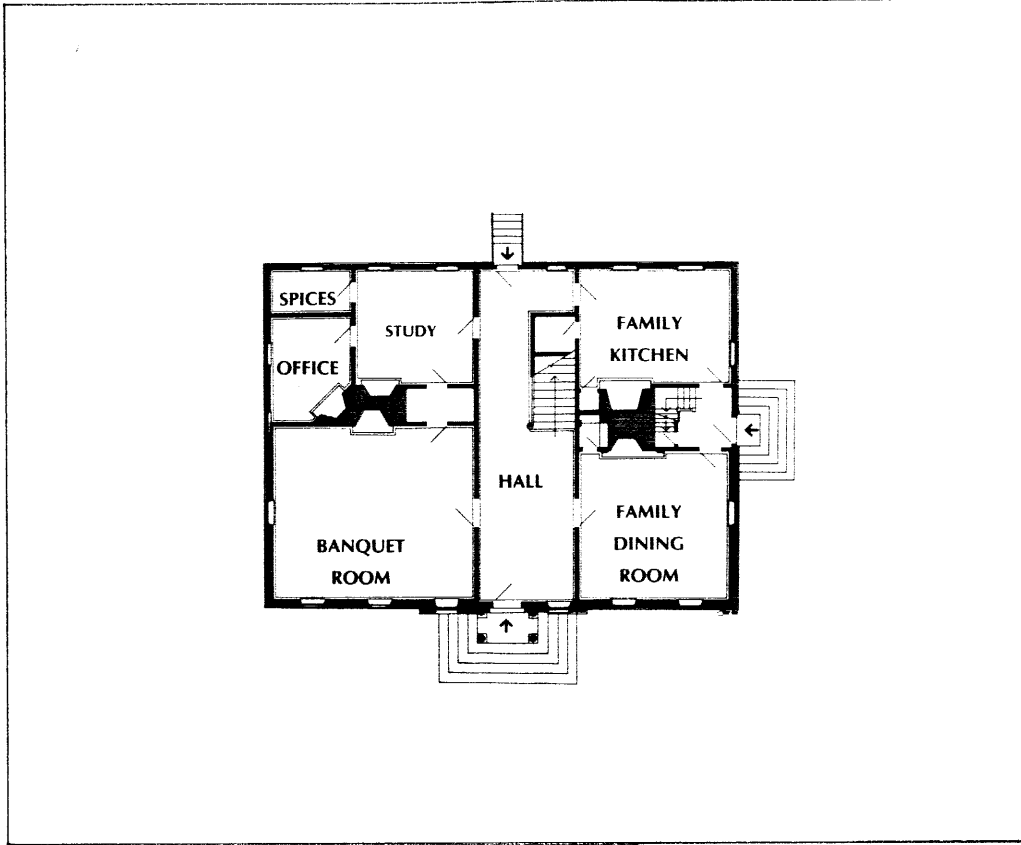 SPICES
STUDY
FAMILY
KITCHEN
OFFICE
HALL
BANQUET
ROOM
FAMILY
DINING
ROOM